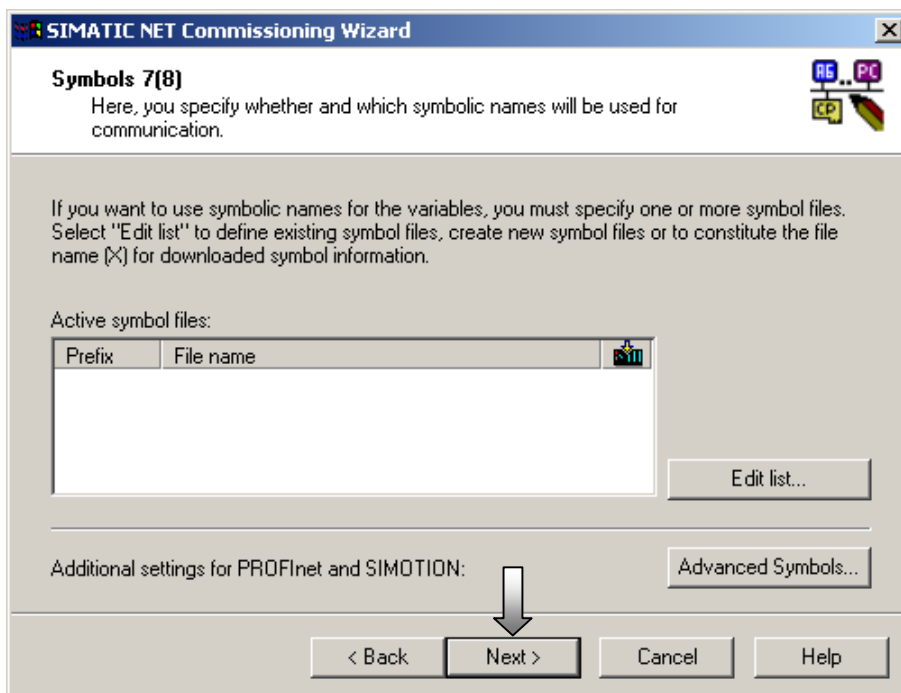 SIMATIC NET Commissioning Wizard
Symbols 7(8)
Here, you specify whether and which symbolic names will be used for
communication.
AG
PC
CP
If you want to use symbolic names for the variables, you must specify one or more symbol files.
Select "Edit list" to define existing symbol files, create new symbol files or to constitute the file
name (X) for downloaded symbol information.
Active symbol files:
Prefix File name
Edit list...
Additional settings for PROFInet and SIMOTION:
Advanced Symbols...
< Back Next > Cancel Help